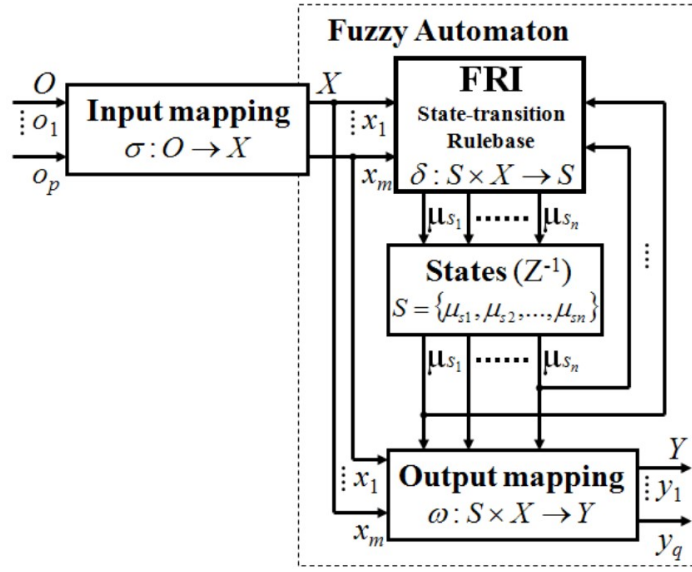 Fuzzy Automaton
O
⋮ o₁
oₚ
Input mapping
σ : O → X
X
⋮ x₁
xₘ
FRI
State-transition
Rulebase
δ : S × X → S
μs₁ ······ μsₙ
States (Z⁻¹)
S = {μs1, μs2, ..., μsn}
μs₁ ······ μsₙ
⋮
⋮ x₁
xₘ
Output mapping
ω : S × X → Y
Y
⋮ y₁
y_q